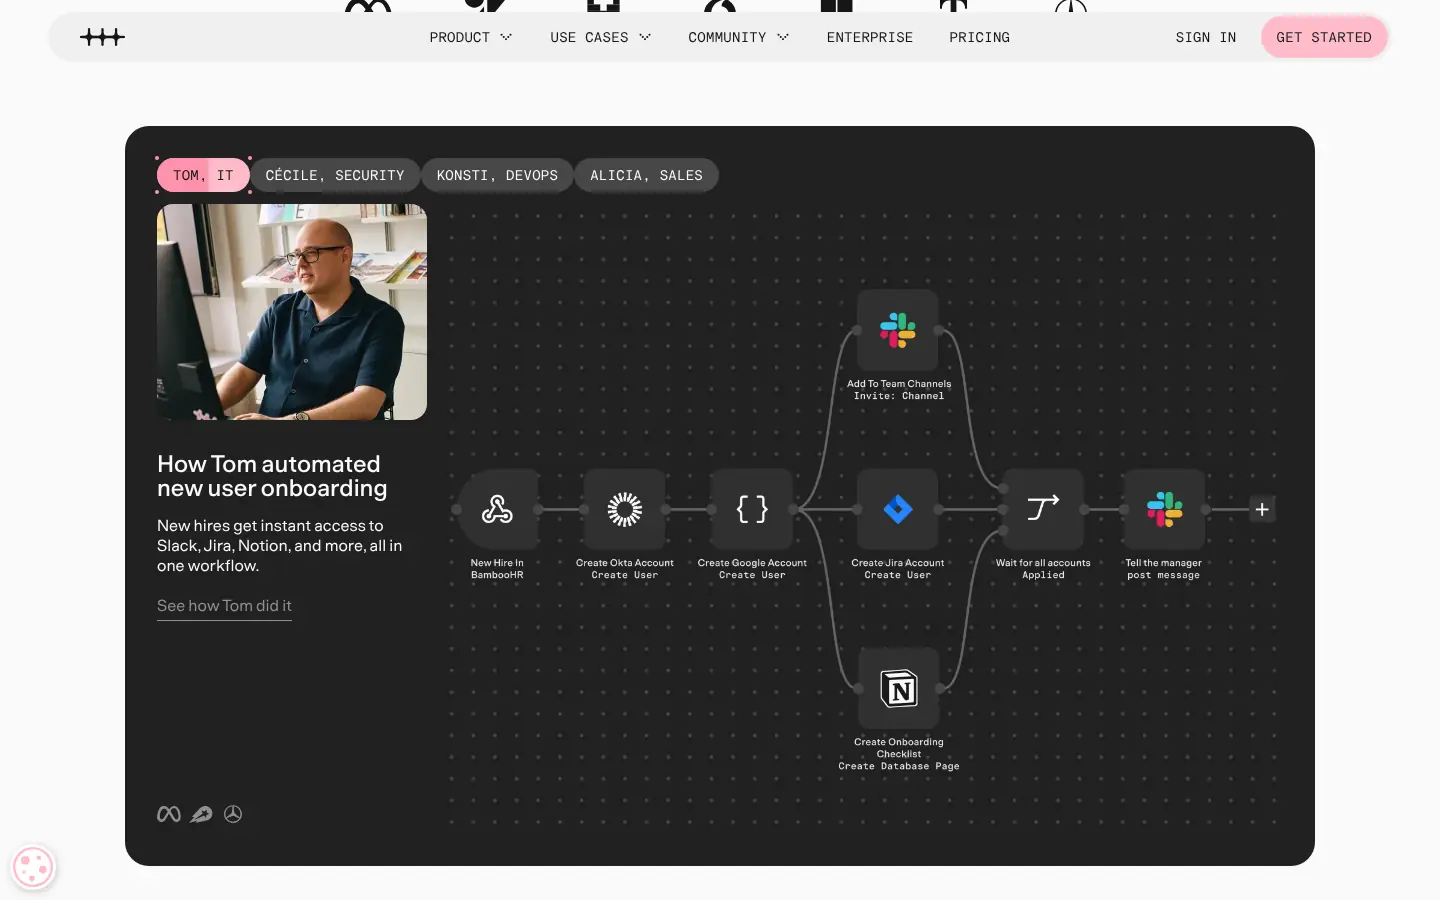 PRODUCT
USE CASES
COMMUNITY
ENTERPRISE
PRICING
SIGN IN
GET STARTED
TOM, IT
CÉCILE, SECURITY
KONSTI, DEVOPS
ALICIA, SALES
How Tom automated
new user onboarding
New hires get instant access to
Slack, Jira, Notion, and more, all in
one workflow.
See how Tom did it
Add To Team Channels
Invite: Channel
New Hire In
BambooHR
Create Okta Account
Create User
Create Google Account
Create User
Create Jira Account
Create User
Wait for all accounts
Applied
Tell the manager
post message
Create Onboarding
Checklist
Create Database Page